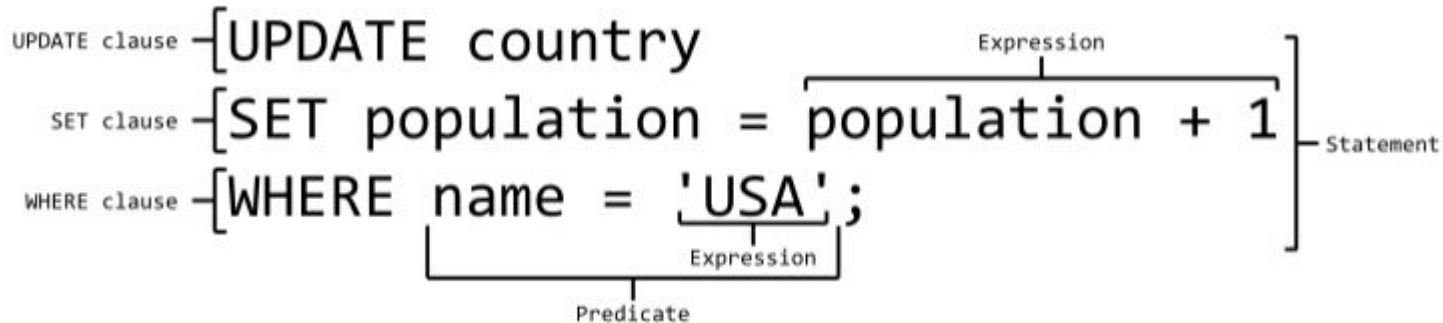 UPDATE clause UPDATE country
Expression
SET clause SET population = population + 1
Statement
WHERE clause WHERE name = 'USA';
Expression
Predicate